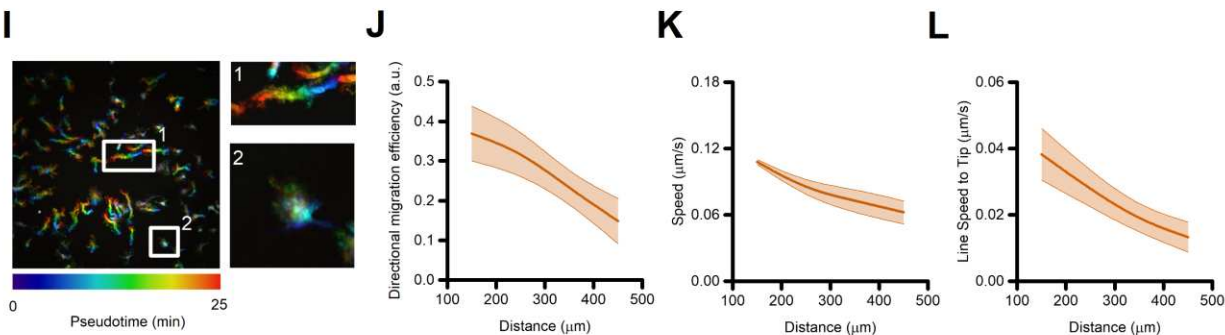 I
1
2
1
2
0
25
Pseudotime (min)
J
Directional migration efficiency (a.u.)
0.5
0.4
0.3
0.2
0.1
0.0
100 200 300 400 500
Distance (μm)
K
Speed (μm/s)
0.18
0.12
0.06
0.00
100 200 300 400 500
Distance (μm)
L
Line Speed to Tip (μm/s)
0.06
0.04
0.02
0.00
100 200 300 400 500
Distance (μm)